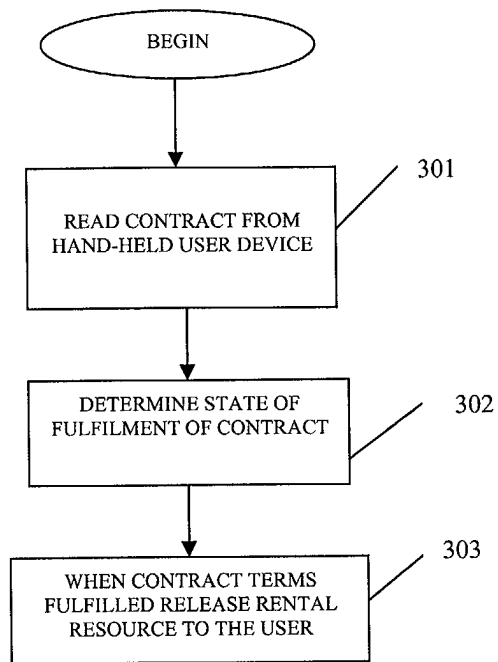 BEGIN
301
READ CONTRACT FROM
HAND-HELD USER DEVICE
302
DETERMINE STATE OF
FULFILMENT OF CONTRACT
303
WHEN CONTRACT TERMS
FULFILLED RELEASE RENTAL
RESOURCE TO THE USER